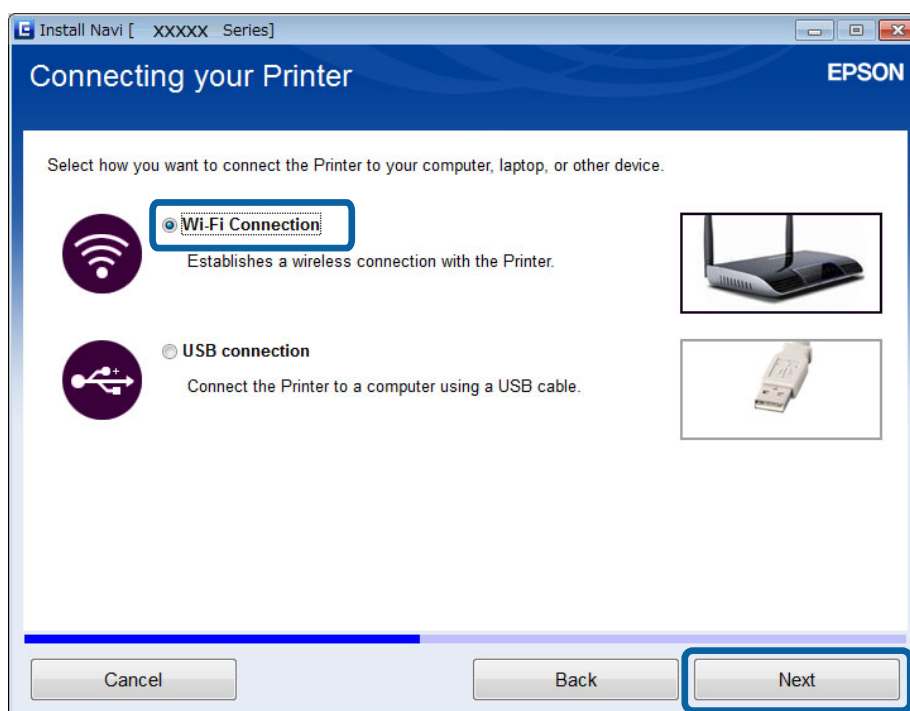 Install Navi [ XXXXX Series]
Connecting your Printer
EPSON
Select how you want to connect the Printer to your computer, laptop, or other device.
Wi-Fi Connection
Establishes a wireless connection with the Printer.
USB connection
Connect the Printer to a computer using a USB cable.
Cancel Back Next